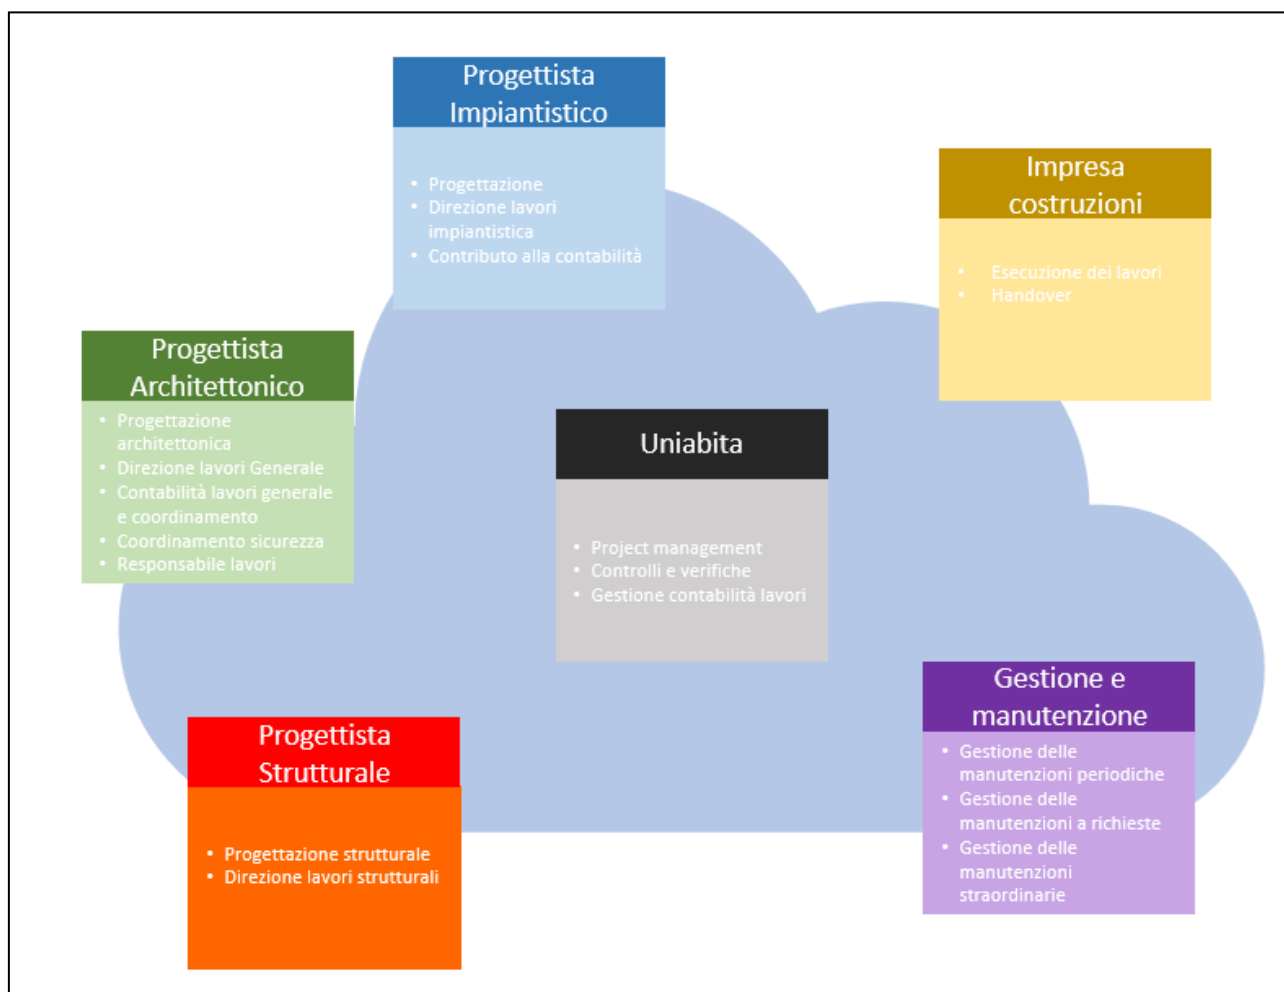 Progettista
Impiantistico
• Progettazione
• Direzione lavori
impiantistica
• Contributo alla contabilità
Impresa
costruzioni
• Esecuzione dei lavori
• Handover
Progettista
Architettonico
• Progettazione
architettonica
• Direzione lavori Generale
• Contabilità lavori generale
e coordinamento
• Coordinamento sicurezza
• Responsabile lavori
Uniabita
• Project management
• Controlli e verifiche
• Gestione contabilità lavori
Progettista
Strutturale
• Progettazione strutturale
• Direzione lavori strutturali
Gestione e
manutenzione
• Gestione delle
manutenzioni periodiche
• Gestione delle
manutenzioni a richieste
• Gestione delle
manutenzioni
straordinarie